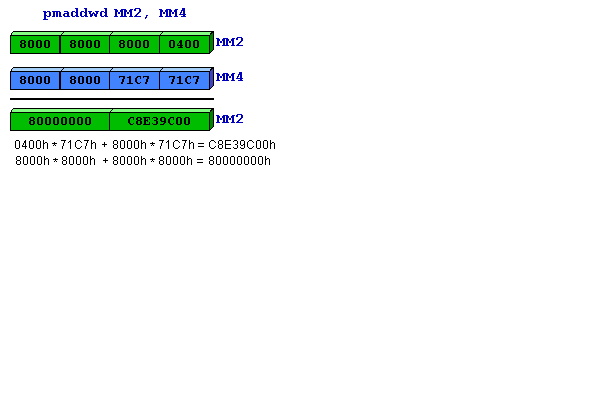 pmaddwd MM2, MM4
8000 8000 8000 0400 MM2
8000 8000 71C7 71C7 MM4
80000000 C8E39C00 MM2
0400h * 71C7h + 8000h * 71C7h = C8E39C00h
8000h * 8000h + 8000h * 8000h = 80000000h